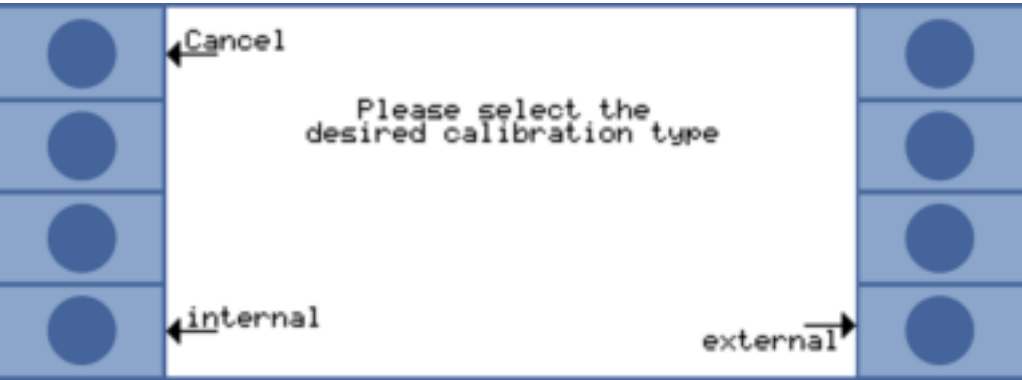 Cancel
Please select the
desired calibration type
internal
external